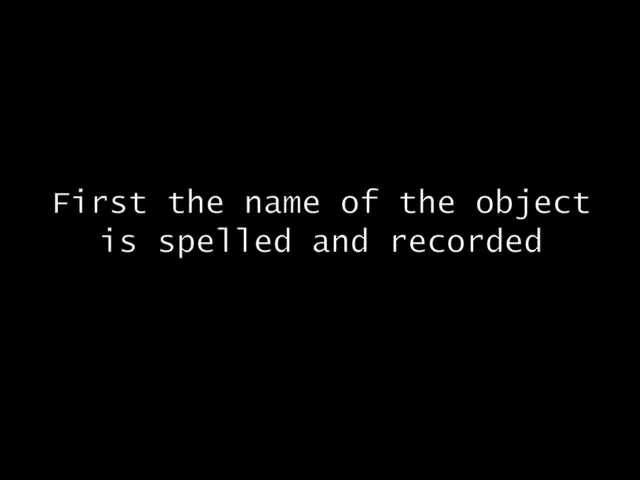 First the name of the object
is spelled and recorded